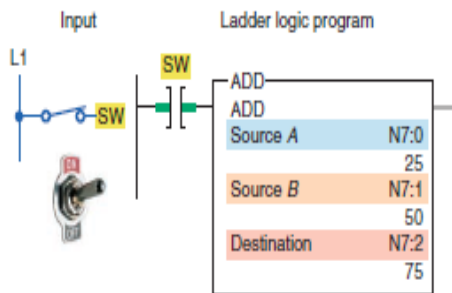 Input
Ladder logic program
L1
SW
SW
ADD
ADD
Source A N7:0
25
Source B N7:1
50
Destination N7:2
75